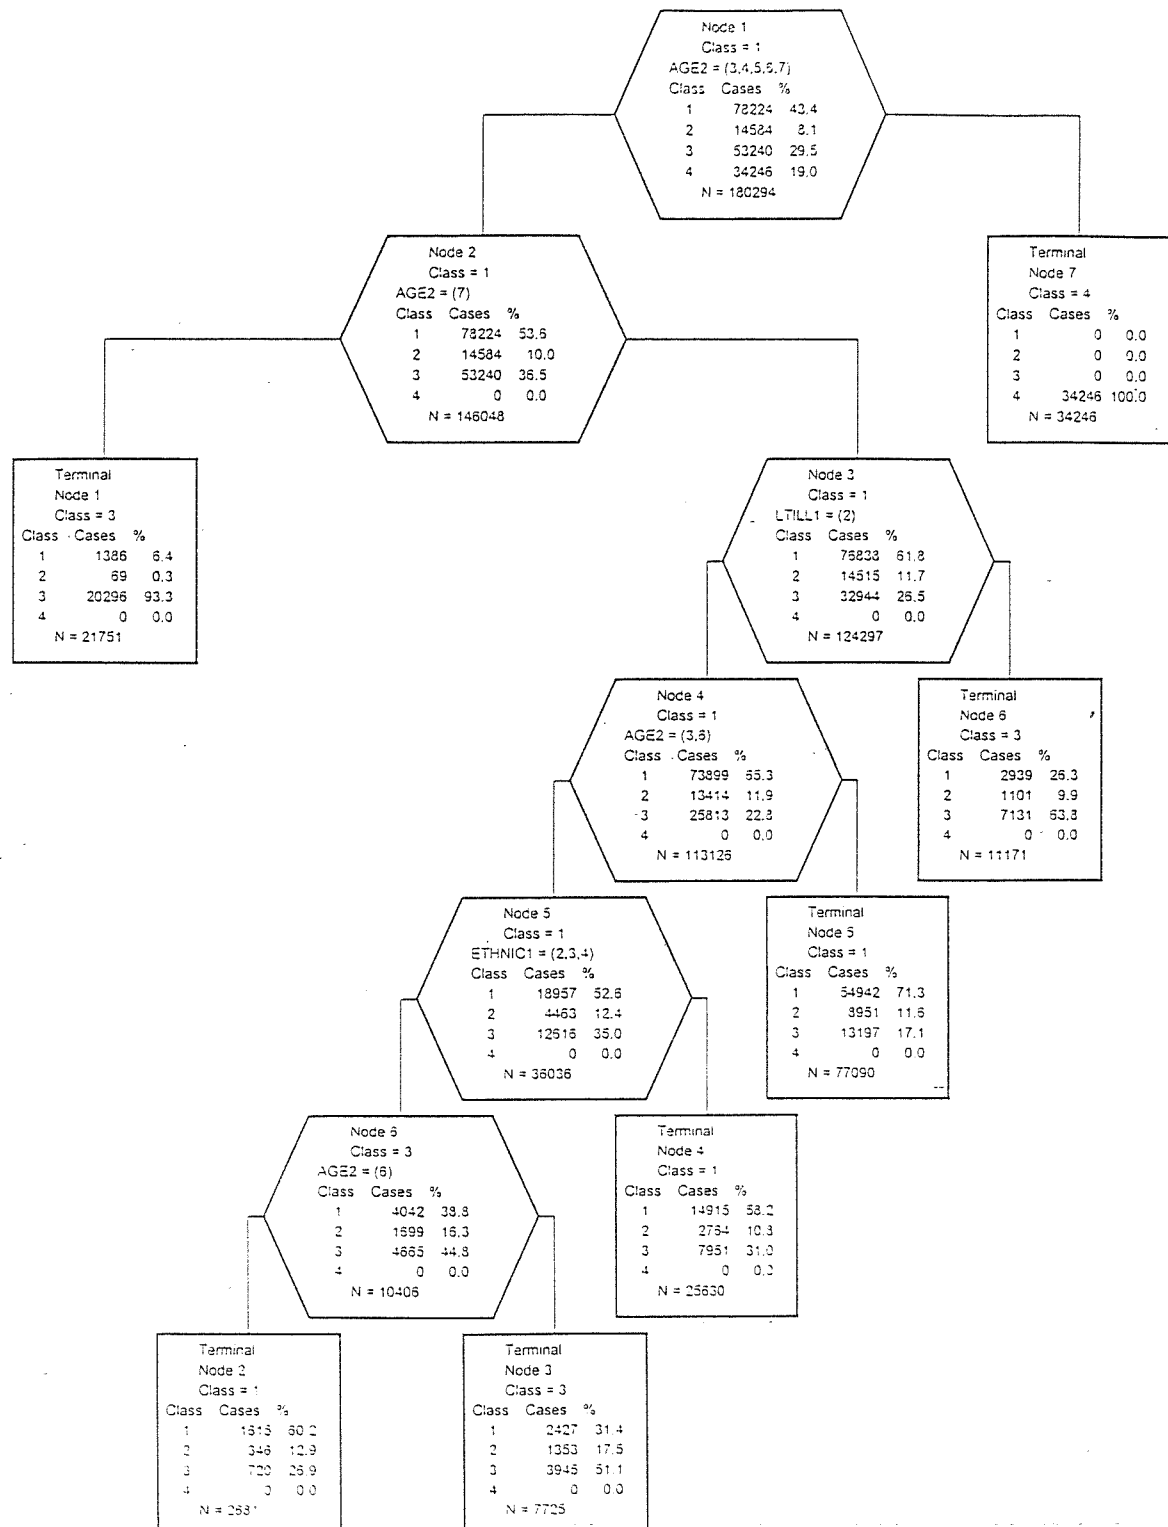 Node 1
Class = 1
AGE2 = (3,4,5,6,7)
Class Cases %
1 78224 43.4
2 14584 8.1
3 53240 29.5
4 34246 19.0
N = 180294
Node 2
Class = 1
AGE2 = (7)
Class Cases %
1 78224 53.6
2 14584 10.0
3 53240 36.5
4 0 0.0
N = 146048
Terminal
Node 7
Class = 4
Class Cases %
1 0 0.0
2 0 0.0
3 0 0.0
4 34246 100.0
N = 34246
Terminal
Node 1
Class = 3
Class Cases %
1 1386 6.4
2 69 0.3
3 20296 93.3
4 0 0.0
N = 21751
Node 3
Class = 1
LTILL1 = (2)
Class Cases %
1 76838 61.8
2 14515 11.7
3 32944 26.5
4 0 0.0
N = 124297
Node 4
Class = 1
AGE2 = (3,6)
Class Cases %
1 73899 65.3
2 13414 11.9
3 25813 22.8
4 0 0.0
N = 113126
Terminal
Node 6
Class = 3
Class Cases %
1 2939 26.3
2 1101 9.9
3 7131 63.8
4 0 0.0
N = 11171
Node 5
Class = 1
ETHNIC1 = (2,3,4)
Class Cases %
1 18957 52.6
2 4463 12.4
3 12616 35.0
4 0 0.0
N = 36036
Terminal
Node 5
Class = 1
Class Cases %
1 54942 71.3
2 8951 11.6
3 13197 17.1
4 0 0.0
N = 77090
Node 6
Class = 3
AGE2 = (6)
Class Cases %
1 4042 38.8
2 1699 16.3
3 4665 44.8
4 0 0.0
N = 10406
Terminal
Node 4
Class = 1
Class Cases %
1 14915 58.2
2 2764 10.8
3 7951 31.0
4 0 0.0
N = 25630
Terminal
Node 2
Class = 1
Class Cases %
1 1615 60.2
2 346 12.9
3 720 26.9
4 0 0.0
N = 2681
Terminal
Node 3
Class = 3
Class Cases %
1 2427 31.4
2 1353 17.5
3 3945 51.1
4 0 0.0
N = 7725